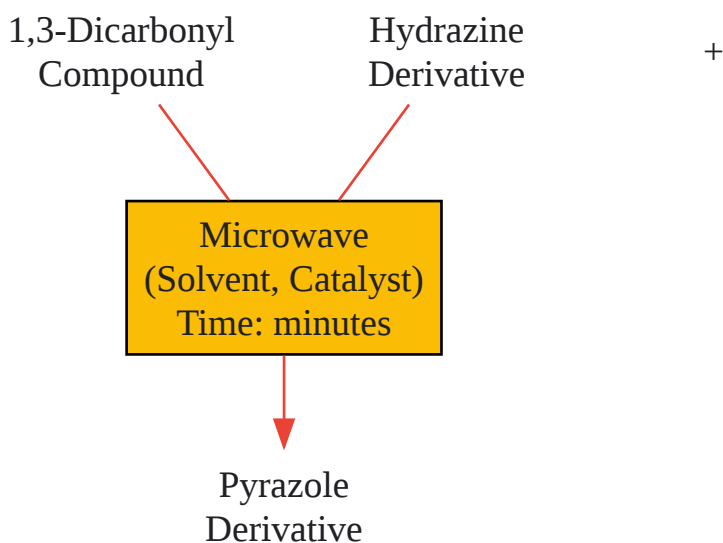 1,3-Dicarbonyl
Compound
Hydrazine
Derivative
+
Microwave
(Solvent, Catalyst)
Time: minutes
Pyrazole
Derivative